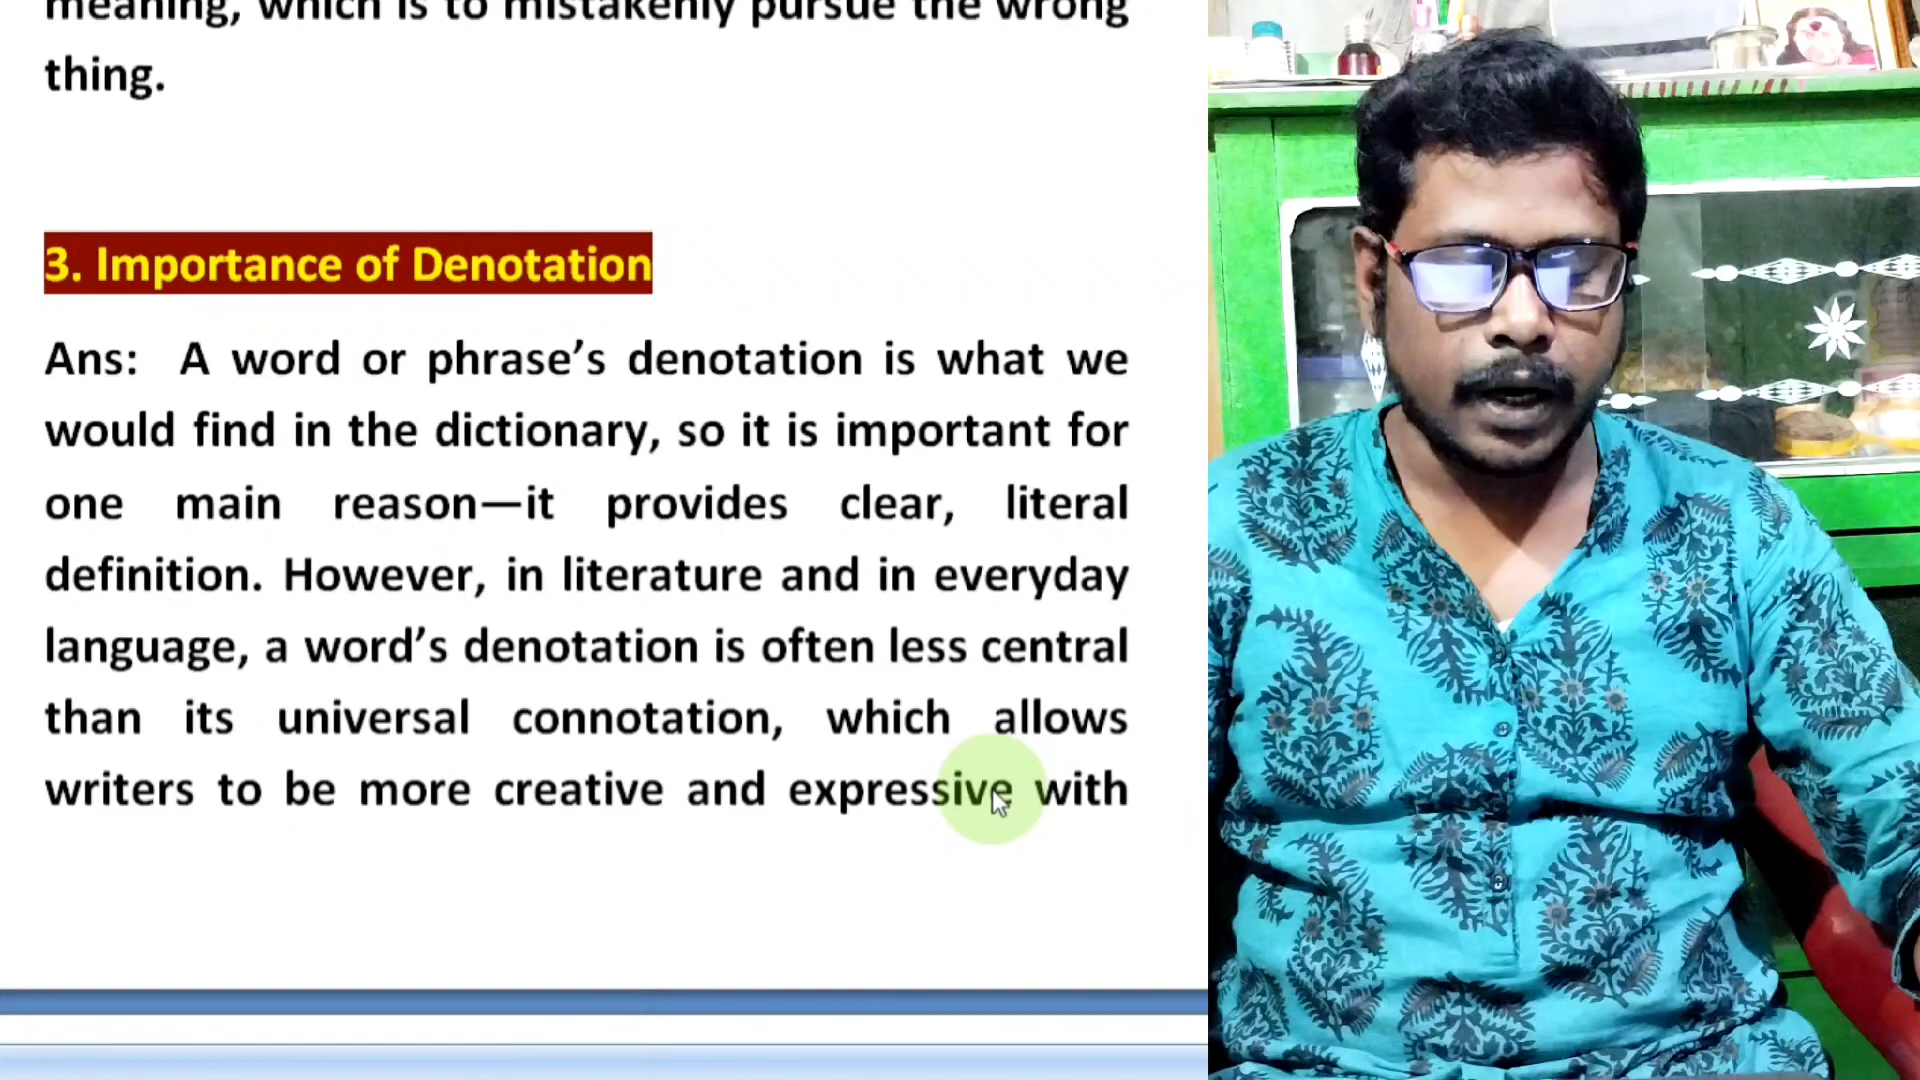 meaning, which is to mistakenly pursue the wrong
thing.
3. Importance of Denotation
Ans: A word or phrase’s denotation is what we
would find in the dictionary, so it is important for
one main reason—it provides clear, literal
definition. However, in literature and in everyday
language, a word’s denotation is often less central
than its universal connotation, which allows
writers to be more creative and expressive with